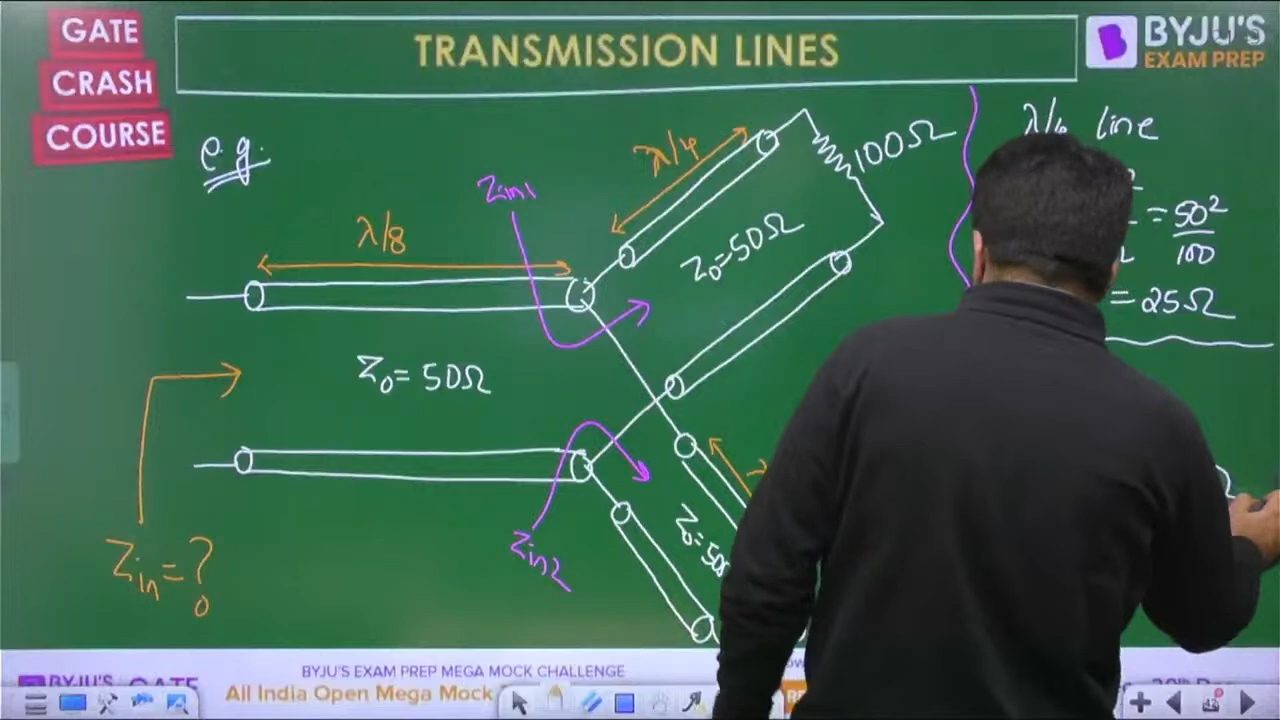 GATE
CRASH
COURSE
TRANSMISSION LINES
BYJU'S
EXAM PREP
e.g.
λ/8
Zin1
λ/4
100Ω
Z₀=50Ω
Z₀=50Ω
Zin2
Zin=?
λ/4 line
=50²
100
=25Ω
BYJU'S EXAM PREP MEGA MOCK CHALLENGE
All India Open Mega Mock